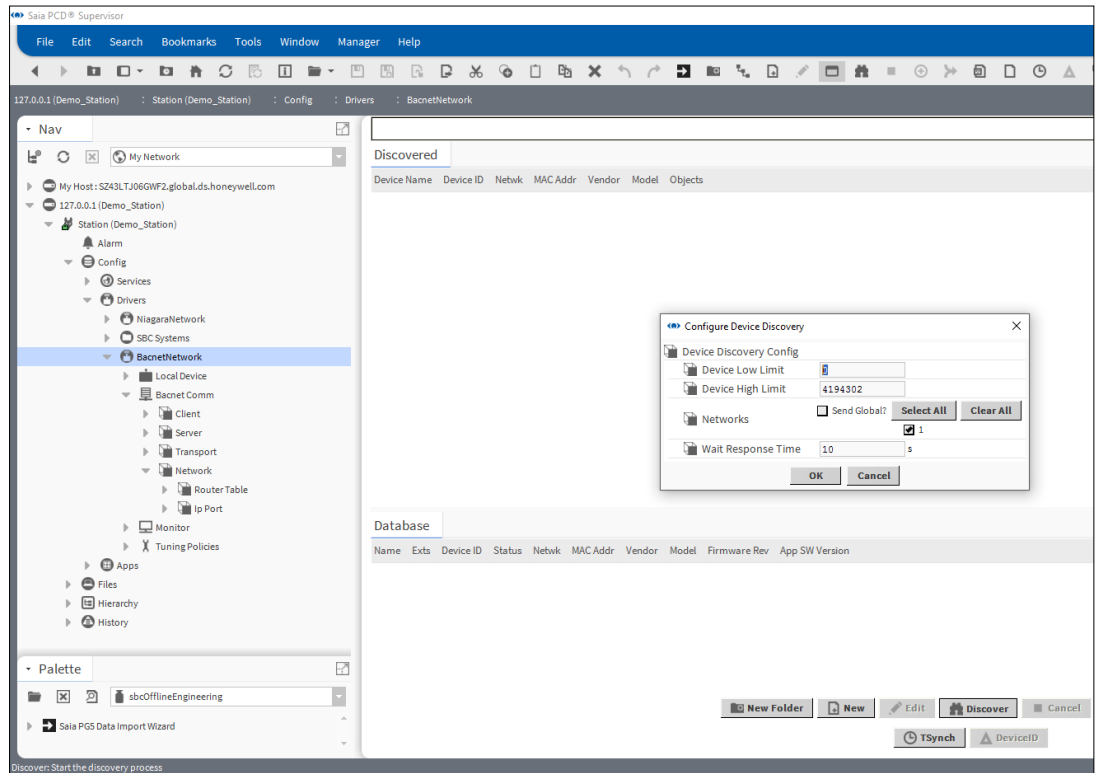 Saia PCD® Supervisor
File Edit Search Bookmarks Tools Window Manager Help
127.0.0.1 (Demo_Station) : Station (Demo_Station) : Config : Drivers : BacnetNetwork
Nav
My Network
My Host : SZ43LTJ06GWF2.global.ds.honeywell.com
127.0.0.1 (Demo_Station)
Station (Demo_Station)
Alarm
Config
Services
Drivers
NiagaraNetwork
SBC Systems
BacnetNetwork
Local Device
Bacnet Comm
Client
Server
Transport
Network
Router Table
Ip Port
Monitor
Tuning Policies
Apps
Files
Hierarchy
History
Palette
sbcOfflineEngineering
Saia PG5 Data Import Wizard
Discovered
Device Name Device ID Netwk MAC Addr Vendor Model Objects
Configure Device Discovery
Device Discovery Config
Device Low Limit
Device High Limit 4194302
Networks Send Global? Select All Clear All
1
Wait Response Time 10 s
OK Cancel
Database
Name Exts Device ID Status Netwk MAC Addr Vendor Model Firmware Rev App SW Version
New Folder New Edit Discover Cancel
TSynch DeviceID
Discover: Start the discovery process